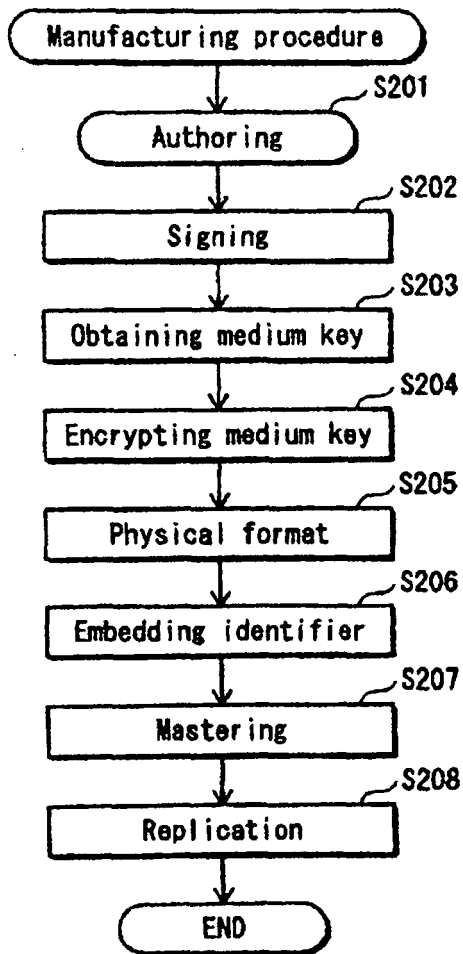 Manufacturing procedure
S201
Authoring
S202
Signing
S203
Obtaining medium key
S204
Encrypting medium key
S205
Physical format
S206
Embedding identifier
S207
Mastering
S208
Replication
END